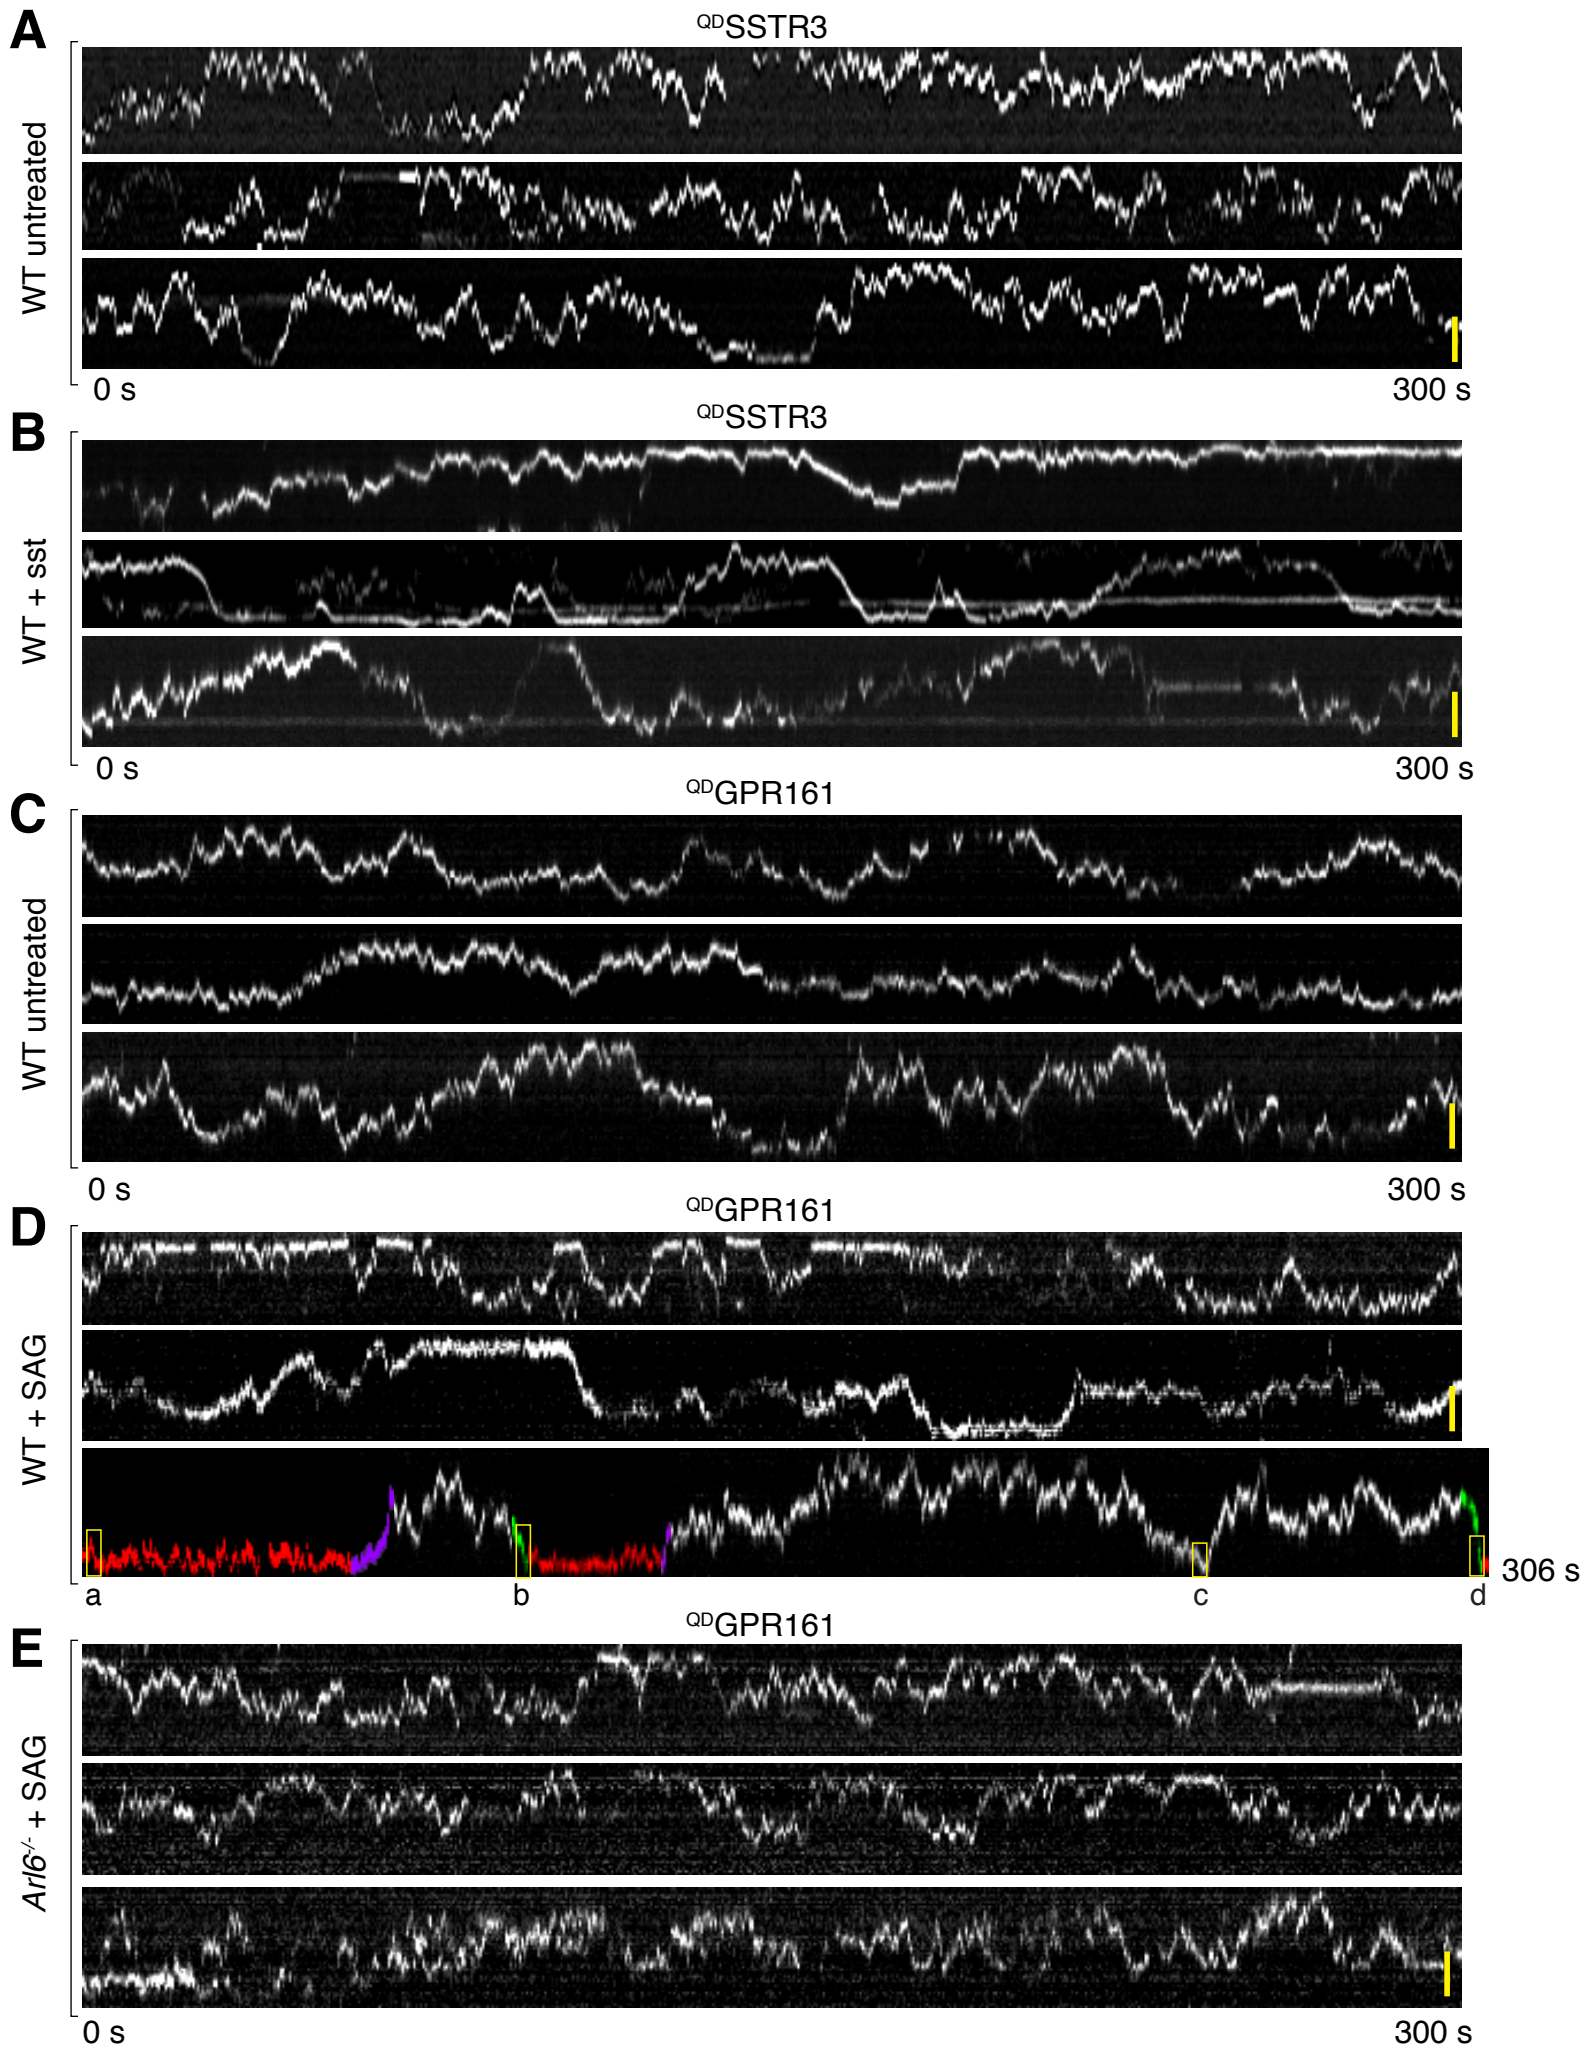 A
QDSSTR3
WT untreated
0 s
300 s
B
QDSSTR3
WT + sst
0 s
300 s
C
QDGPR161
WT untreated
0 s
300 s
D
QDGPR161
WT + SAG
306 s
a
b
c
d
E
QDGPR161
Arl6-/- + SAG
0 s
300 s